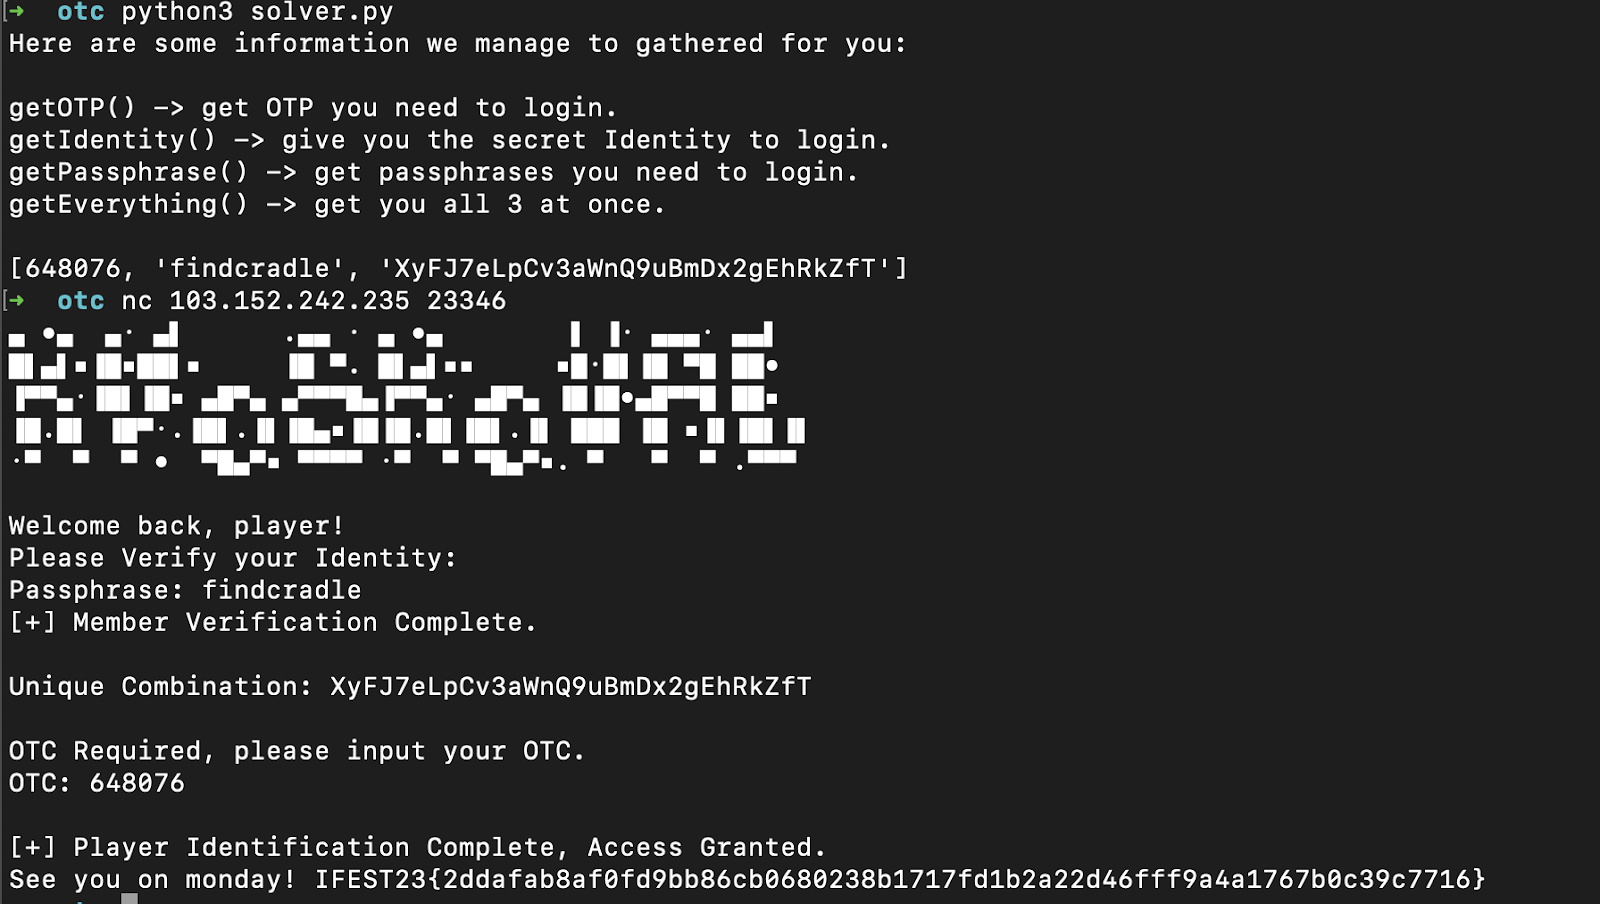 ➜ otc python3 solver.py
Here are some information we manage to gathered for you:
getOTP() -> get OTP you need to login.
getIdentity() -> give you the secret Identity to login.
getPassphrase() -> get passphrases you need to login.
getEverything() -> get you all 3 at once.
[648076, 'findcradle', 'XyFJ7eLpCv3aWnQ9uBmDx2gEhRkZfT']
➜ otc nc 103.152.242.235 23346
Welcome back, player!
Please Verify your Identity:
Passphrase: findcradle
[+] Member Verification Complete.
Unique Combination: XyFJ7eLpCv3aWnQ9uBmDx2gEhRkZfT
OTC Required, please input your OTC.
OTC: 648076
[+] Player Identification Complete, Access Granted.
See you on monday! IFEST23{2ddafab8af0fd9bb86cb0680238b1717fd1b2a22d46fff9a4a1767b0c39c7716}